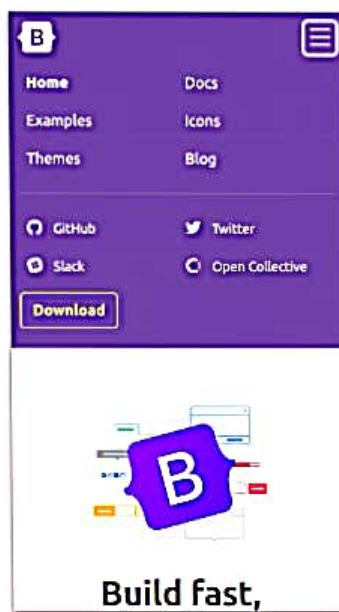 B
Home Docs
Examples Icons
Themes Blog
GitHub Twitter
Slack Open Collective
Download
B
Build fast,